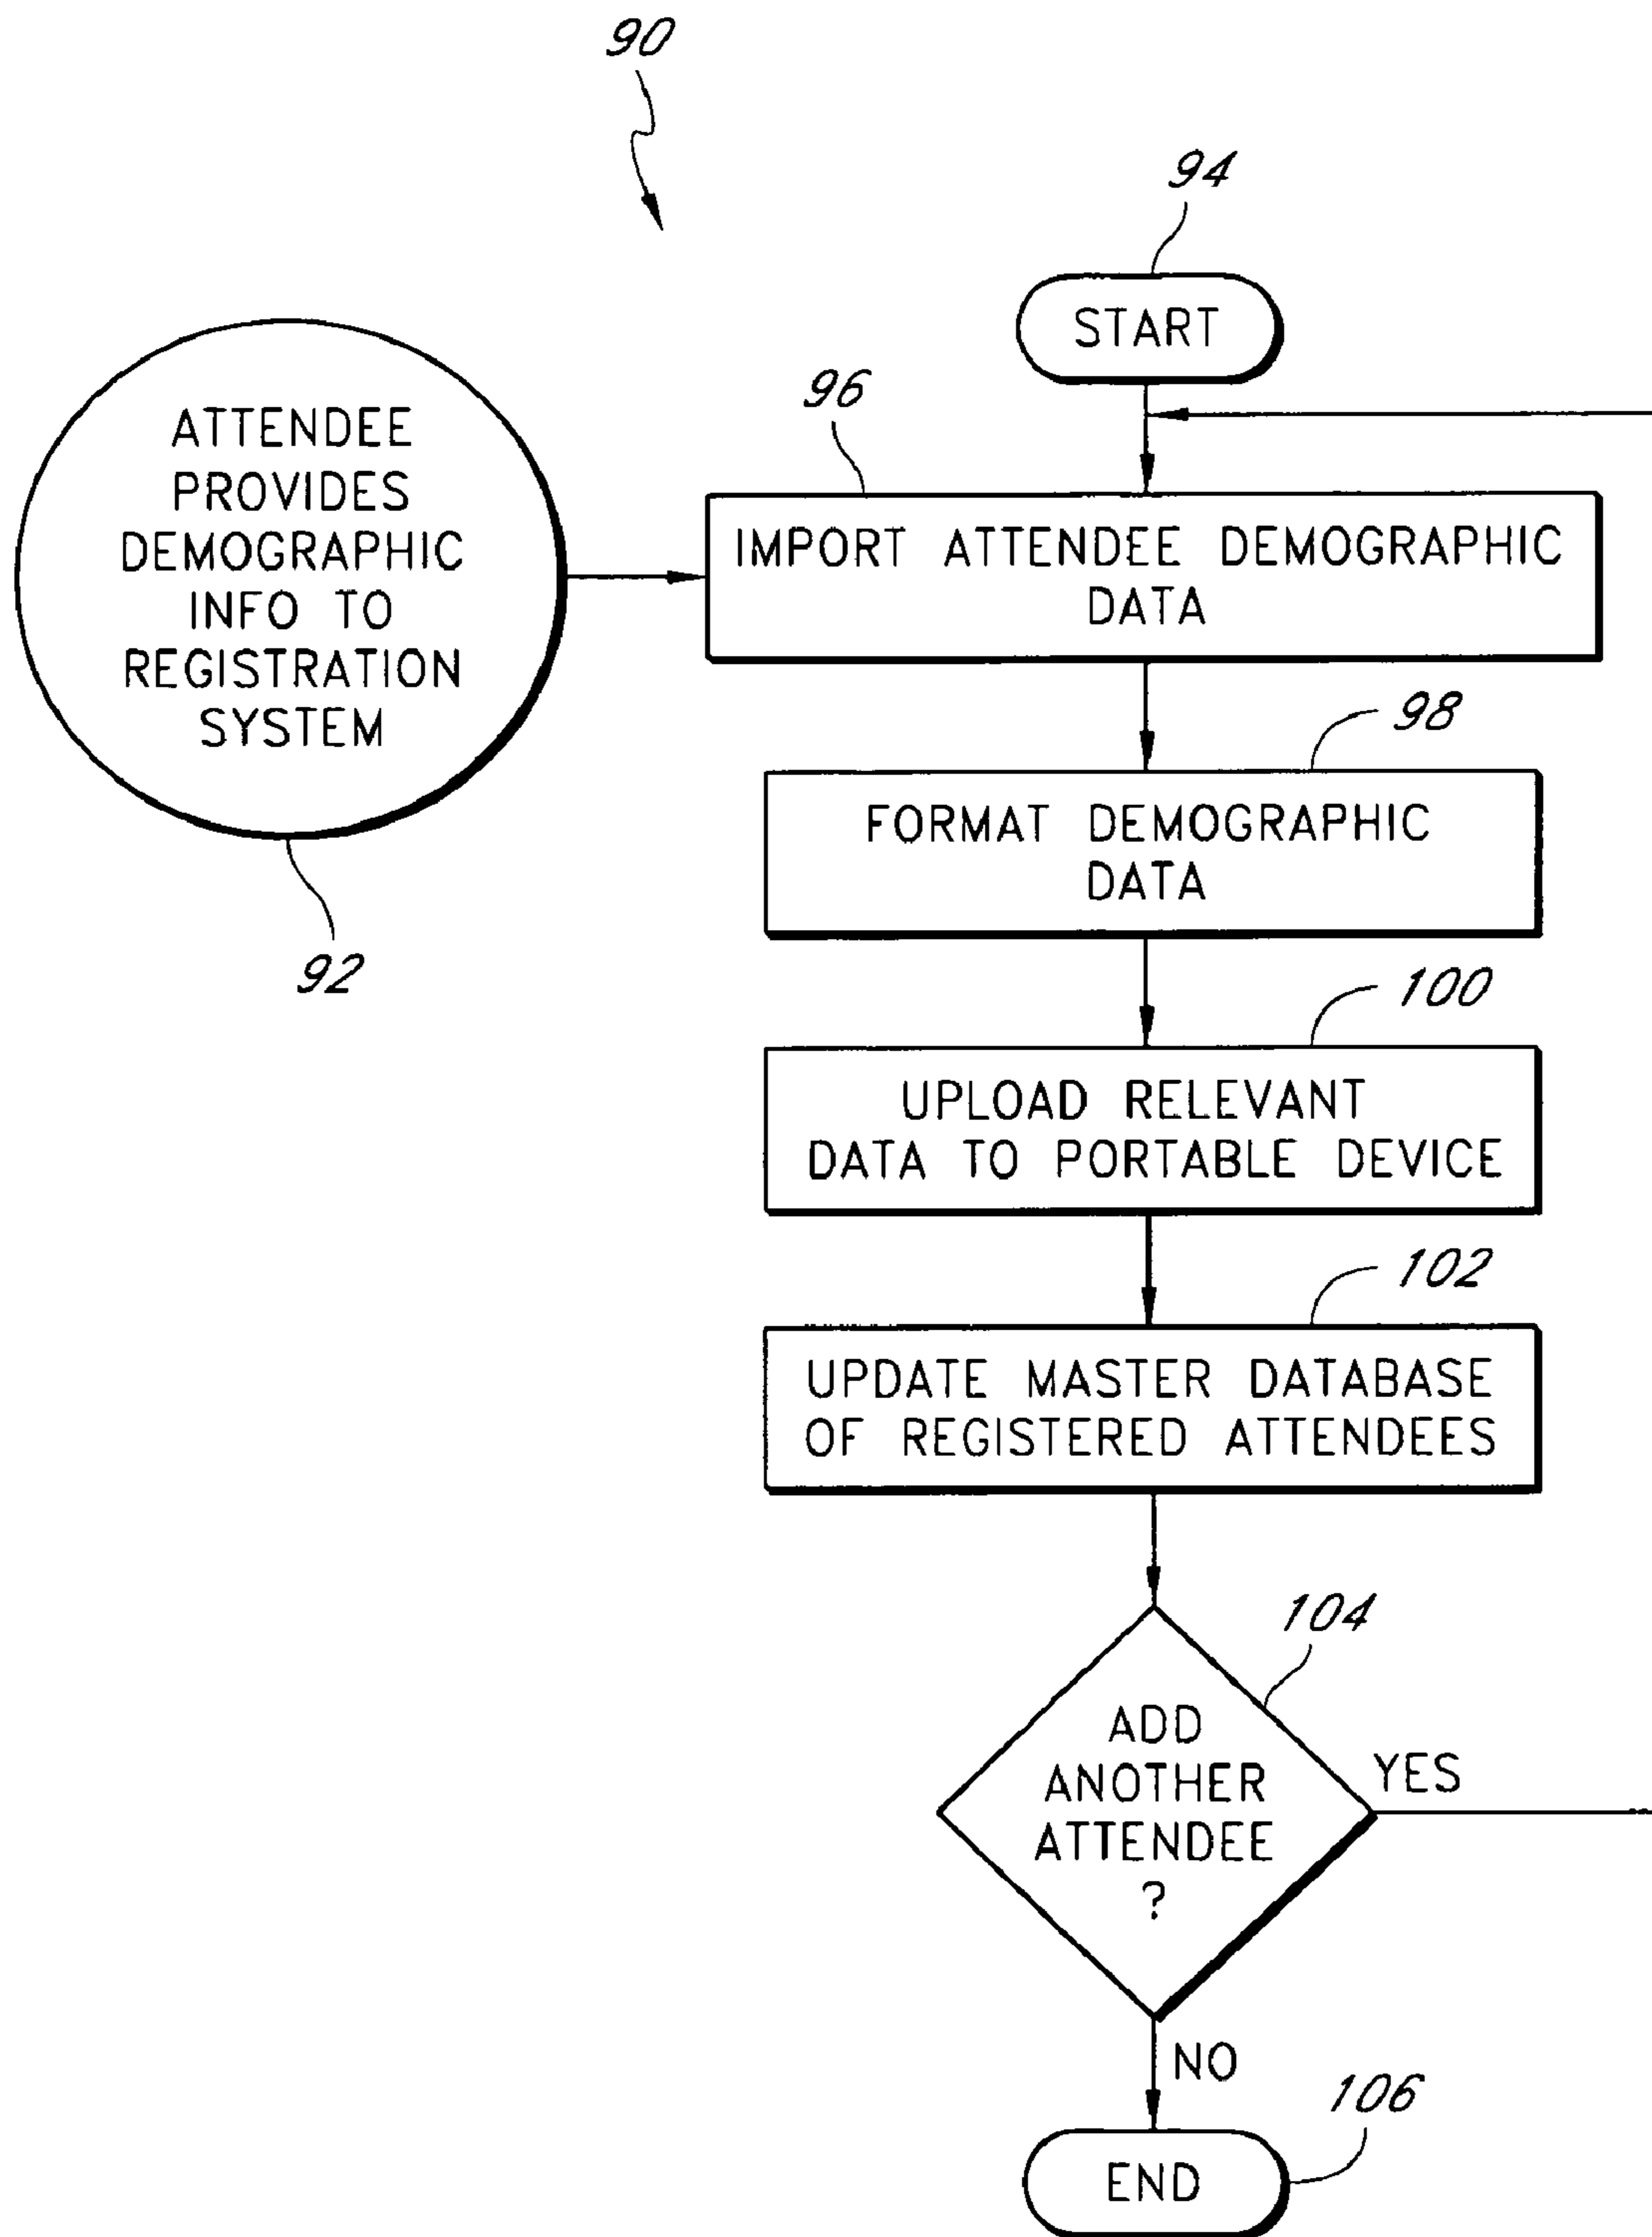 90
94
START
96
ATTENDEE
PROVIDES
DEMOGRAPHIC
INFO TO
REGISTRATION
SYSTEM
92
IMPORT ATTENDEE DEMOGRAPHIC
DATA
98
FORMAT DEMOGRAPHIC
DATA
100
UPLOAD RELEVANT
DATA TO PORTABLE DEVICE
102
UPDATE MASTER DATABASE
OF REGISTERED ATTENDEES
104
ADD
ANOTHER
ATTENDEE
?
YES
NO
106
END